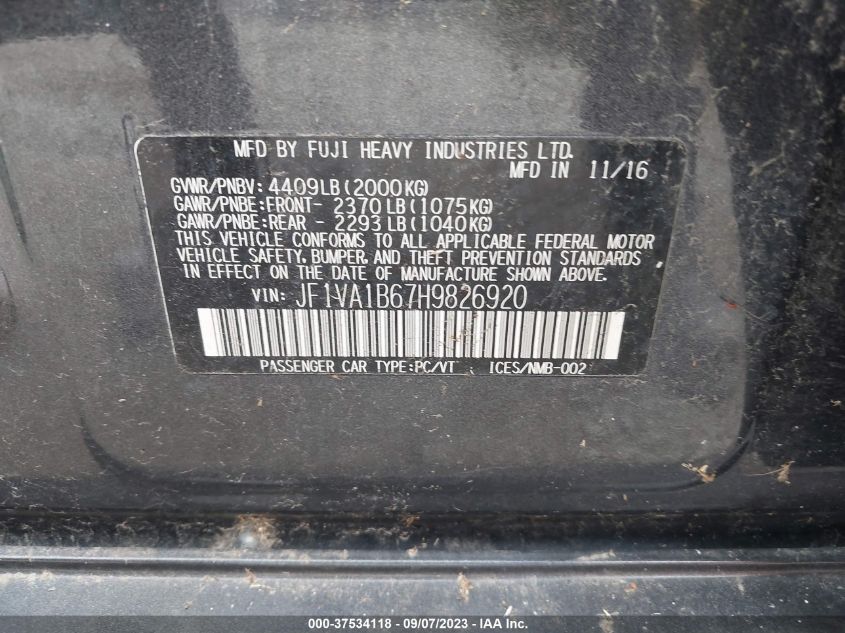 MFD BY FUJI HEAVY INDUSTRIES LTD.
MFD IN 11/16
GVWR/PNBV: 4409LB(2000KG)
GAWR/PNBE:FRONT- 2370LB(1075KG)
GAWR/PNBE:REAR - 2293LB(1040KG)
THIS VEHICLE CONFORMS TO ALL APPLICABLE FEDERAL MOTOR
VEHICLE SAFETY, BUMPER, AND THEFT PREVENTION STANDARDS
IN EFFECT ON THE DATE OF MANUFACTURE SHOWN ABOVE.
VIN: JF1VA1B67H9826920
PASSENGER CAR TYPE:PC/VT ICES/NMB-002
000-37534118 - 09/07/2023 - IAAI.COM